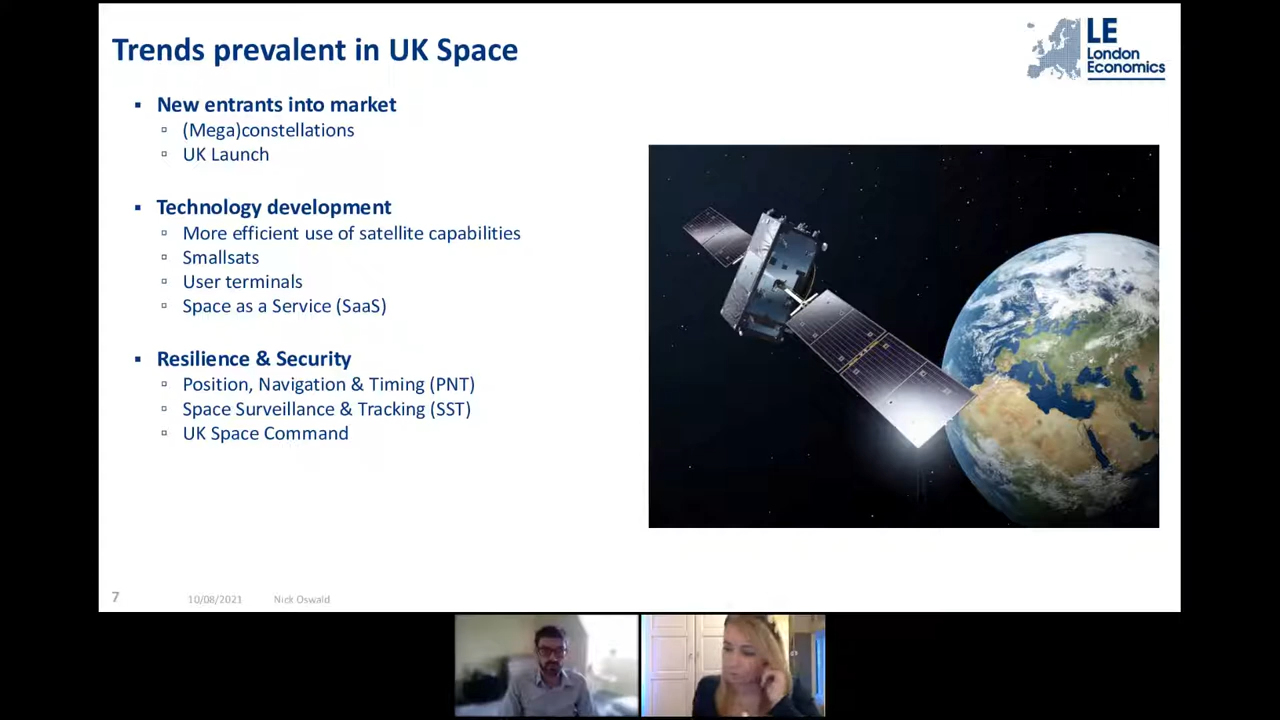 Trends prevalent in UK Space
LE
London
Economics
New entrants into market
(Mega)constellations
UK Launch
Technology development
More efficient use of satellite capabilities
Smallsats
User terminals
Space as a Service (SaaS)
Resilience & Security
Position, Navigation & Timing (PNT)
Space Surveillance & Tracking (SST)
UK Space Command
7 10/08/2021 Nick Oswald